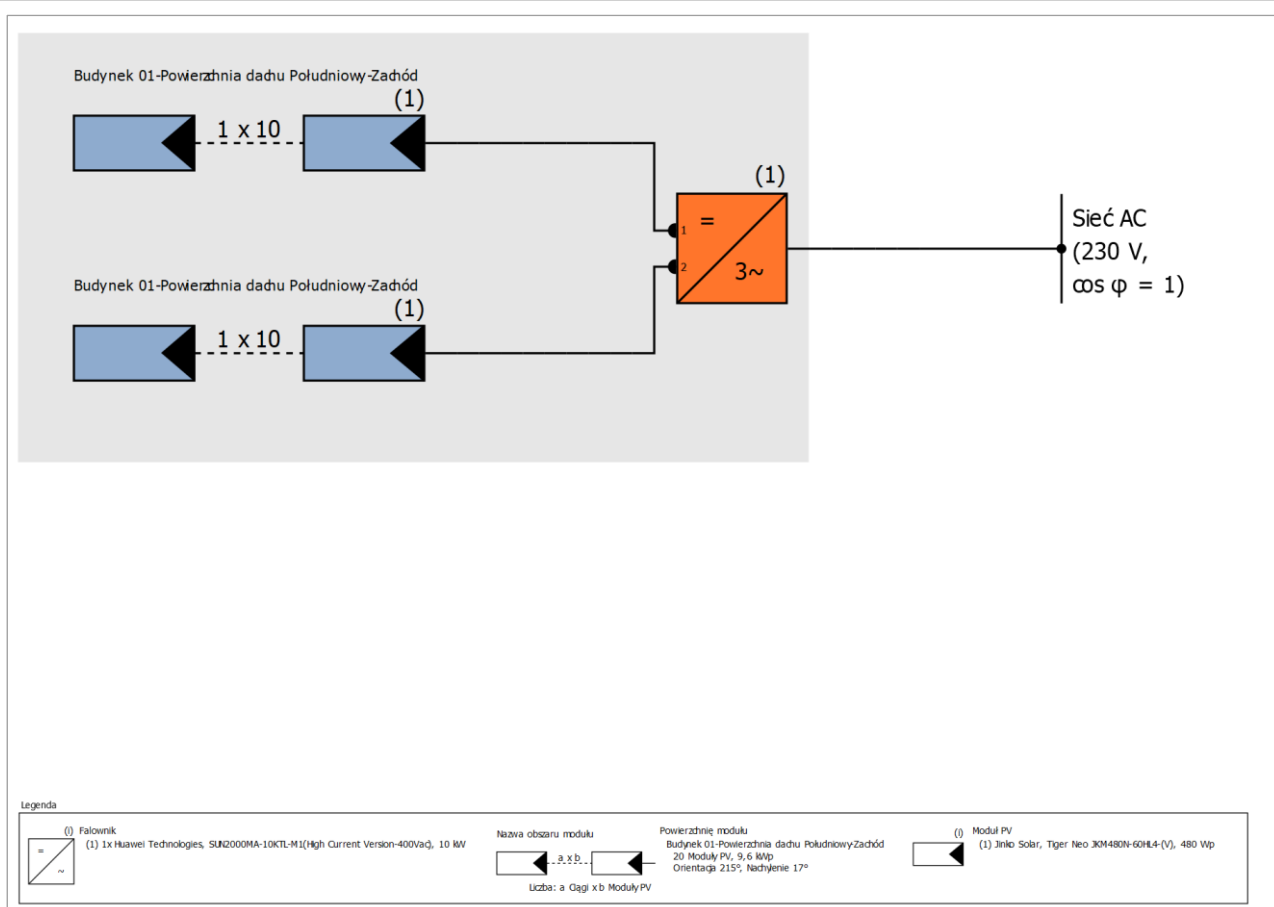 Budynek 01-Powierzchnia dachu Południowy-Zachód
(1)
1 x 10
(1)
=
1
2
3~
Sieć AC
(230 V,
cos φ = 1)
Budynek 01-Powierzchnia dachu Południowy-Zachód
(1)
1 x 10
Legenda
(i) Falownik
(1) 1x Huawei Technologies, SUN2000MA-10KTL-M1(High Current Version-400Vac), 10 kW
=
~
Nazwa obszaru modułu
a x b
Liczba: a Ciągi x b Moduły PV
Powierzchnię modułu
Budynek 01-Powierzchnia dachu Południowy-Zachód
20 Moduły PV, 9,6 kWp
Orientacja 215°, Nachylenie 17°
(i) Moduł PV
(1) Jinko Solar, Tiger Neo JKM480N-60HL4-(V), 480 Wp